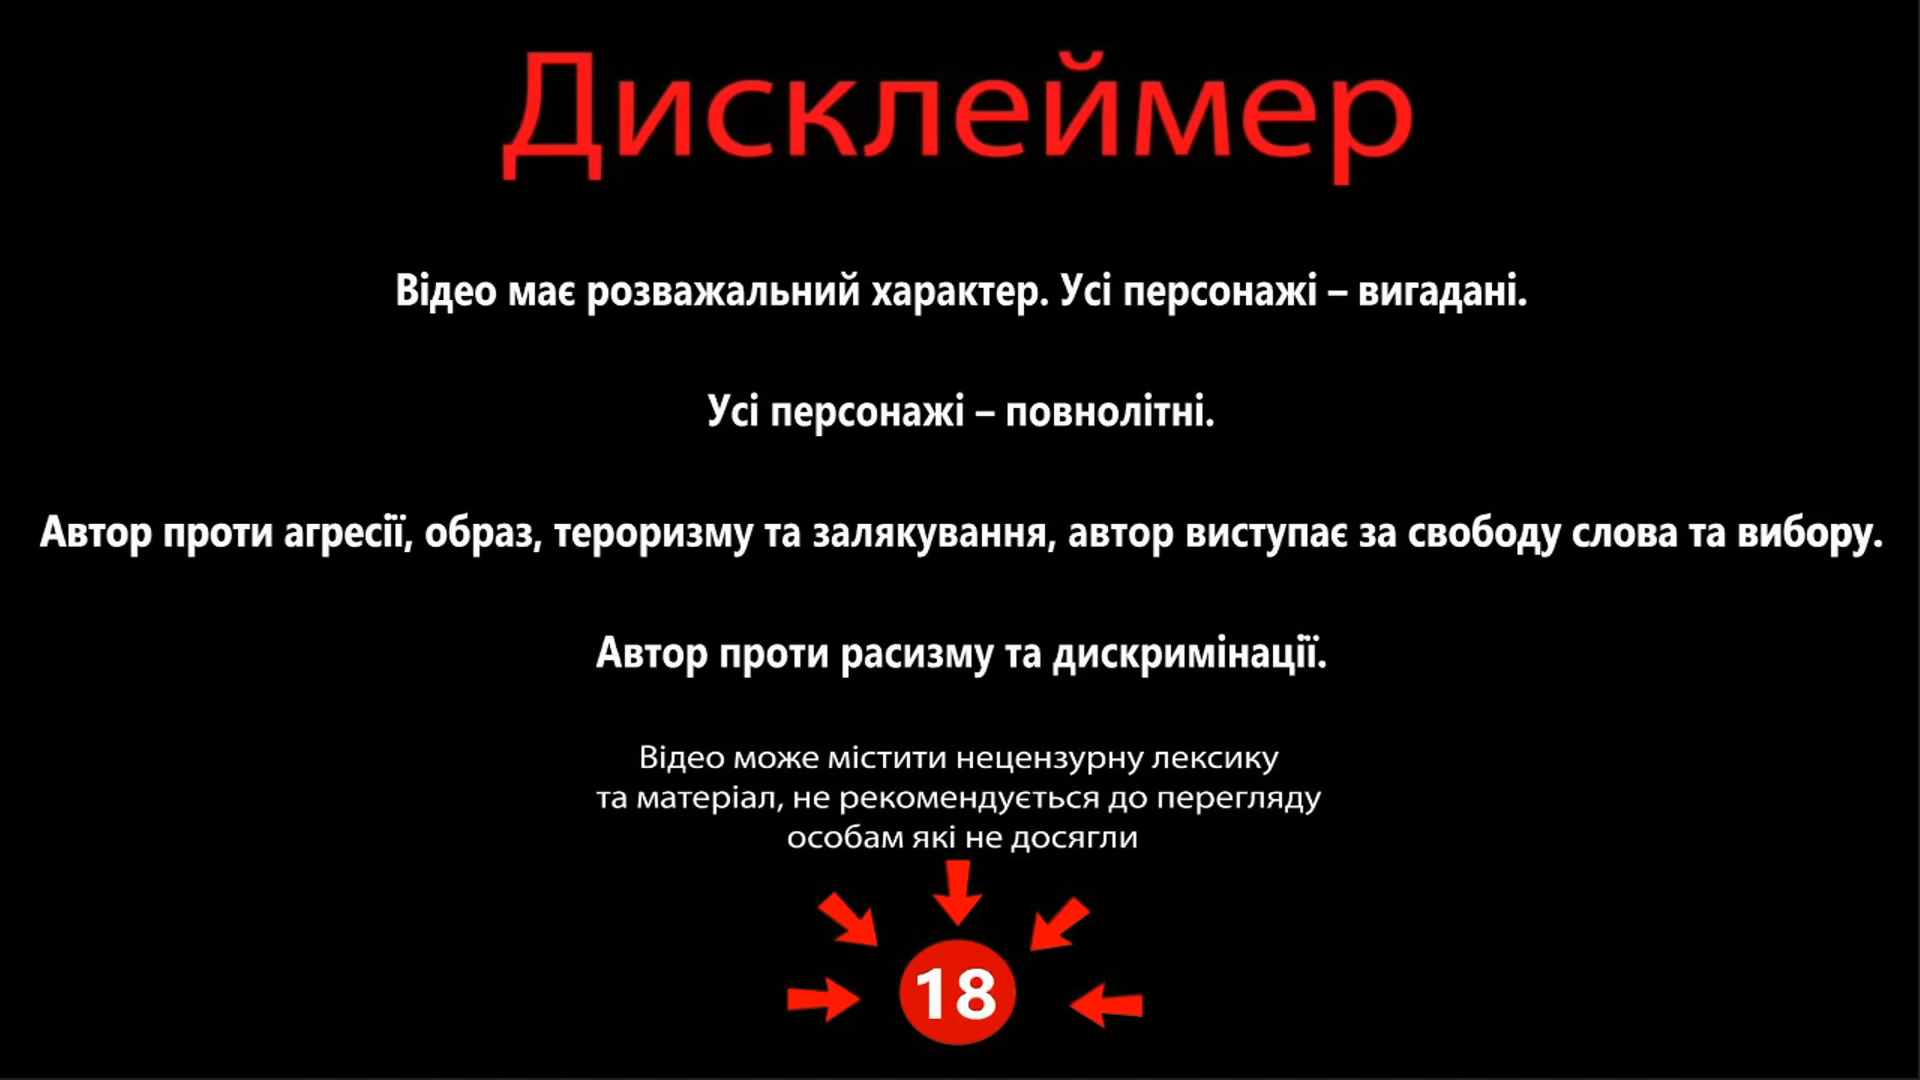 Дисклеймер
Відео має розважальний характер. Усі персонажі – вигадані.
Усі персонажі – повнолітні.
Автор проти агресії, образ, тероризму та залякування, автор виступає за свободу слова та вибору.
Автор проти расизму та дискримінації.
Відео може містити нецензурну лексику
та матеріал, не рекомендується до перегляду
особам які не досягли
18